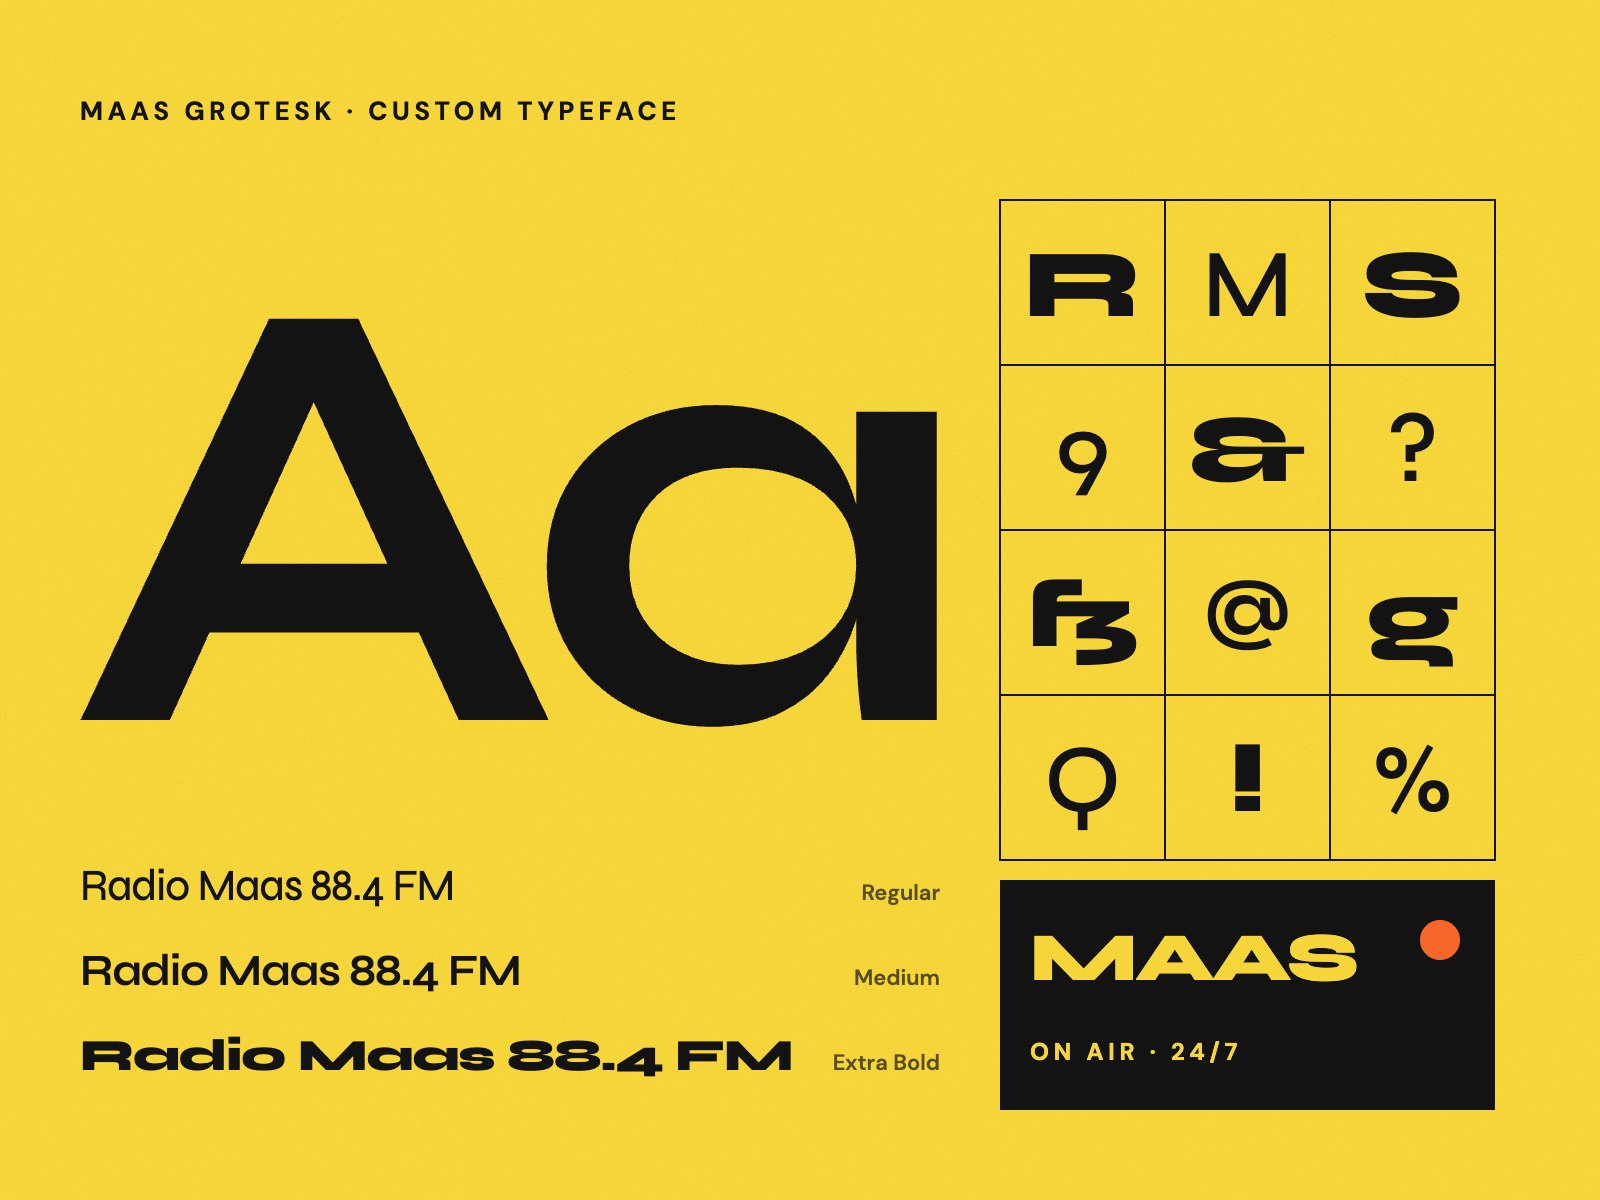 MAAS GROTESK · CUSTOM TYPEFACE
Aa
R M S
9 & ?
f3 @ g
Q ! %
Radio Maas 88.4 FM Regular
Radio Maas 88.4 FM Medium
Radio Maas 88.4 FM Extra Bold
MAAS
ON AIR · 24/7